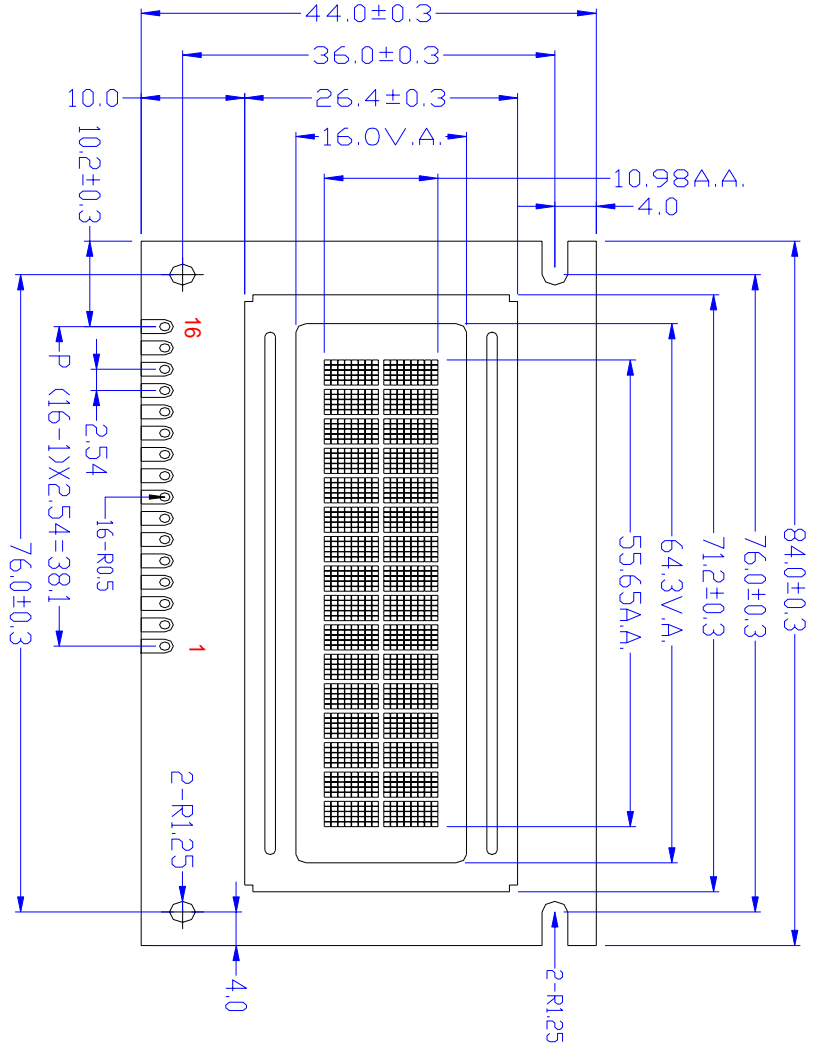 44.0±0.3
36.0±0.3
10.0
26.4±0.3
16.0V.A.
10.98A.A.
4.0
10.2±0.3
16
P (16-1)X2.54=38.1
2.54
16-R0.5
1
76.0±0.3
2-R1.25
4.0
55.65A.A.
64.3V.A.
71.2±0.3
76.0±0.3
84.0±0.3
2-R1.25